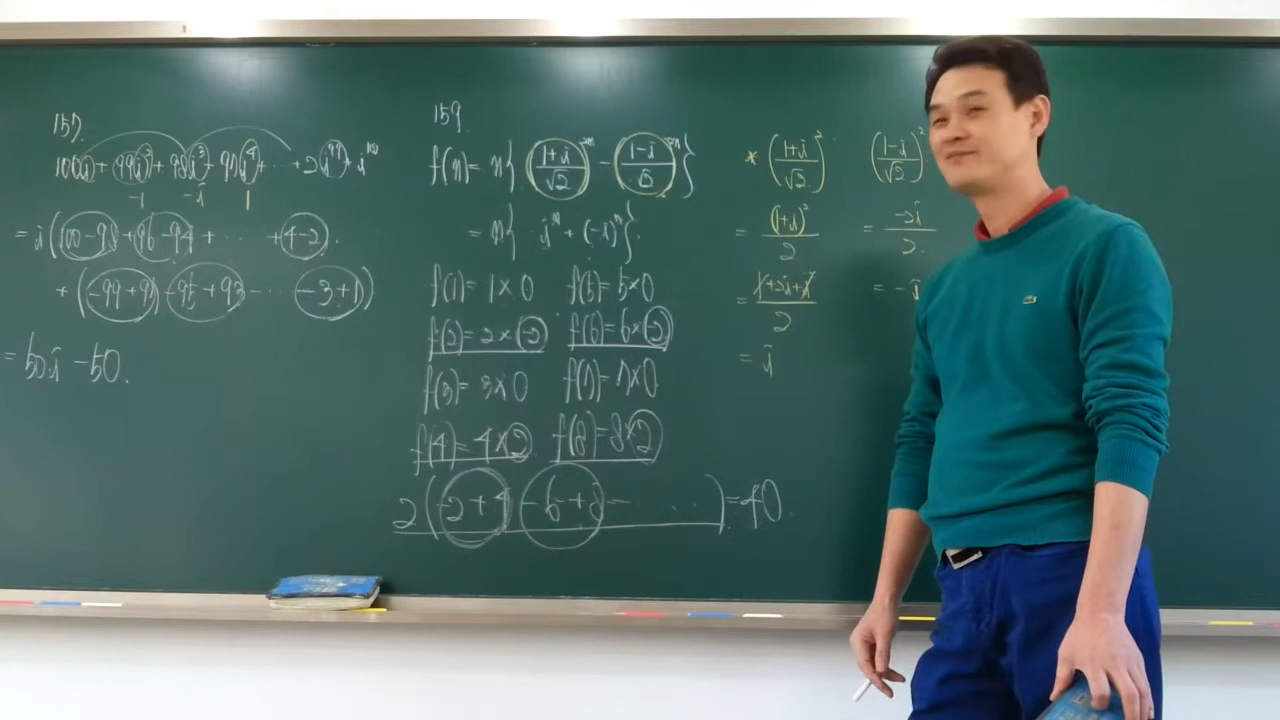 157.
100i + 99i² + 98i³ + 97i⁴ + ... + 2i⁹⁹ + i¹⁰⁰
-1 -i 1
= i(100-98+96-94+ ... +4-2)
+ (-99+97-95+93- ... -3+1)
= 50i -50.
159.
f(n) = n{(1+i/√2)²ⁿ - (1-i/√2)²ⁿ}
= n{iⁿ + (-i)ⁿ}.
f(1) = 1×0 f(5) = 5×0
f(2) = 2×(-2) f(6) = 6×(-2)
f(3) = 3×0 f(7) = 7×0
f(4) = 4×2 f(8) = 8×2
2(-2+4-6+8- ... ) = 40.
* (1+i/√2)² (1-i/√2)²
= (1+i)²/2 = -2i/2
= 1+2i+i²/2 = -i
= i